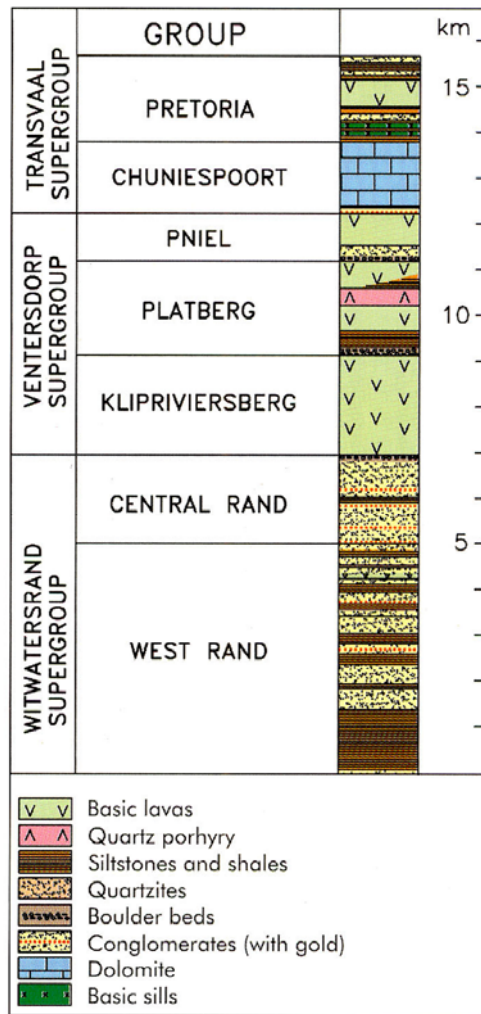 GROUP
km
TRANSVAAL
SUPERGROUP
PRETORIA
15
CHUNIESPOORT
VENTERSDORP
SUPERGROUP
PNIEL
PLATBERG
10
KLIPRIVIERSBERG
WITWATERSRAND
SUPERGROUP
CENTRAL RAND
5
WEST RAND
Basic lavas
Quartz porhyry
Siltstones and shales
Quartzites
Boulder beds
Conglomerates (with gold)
Dolomite
Basic sills